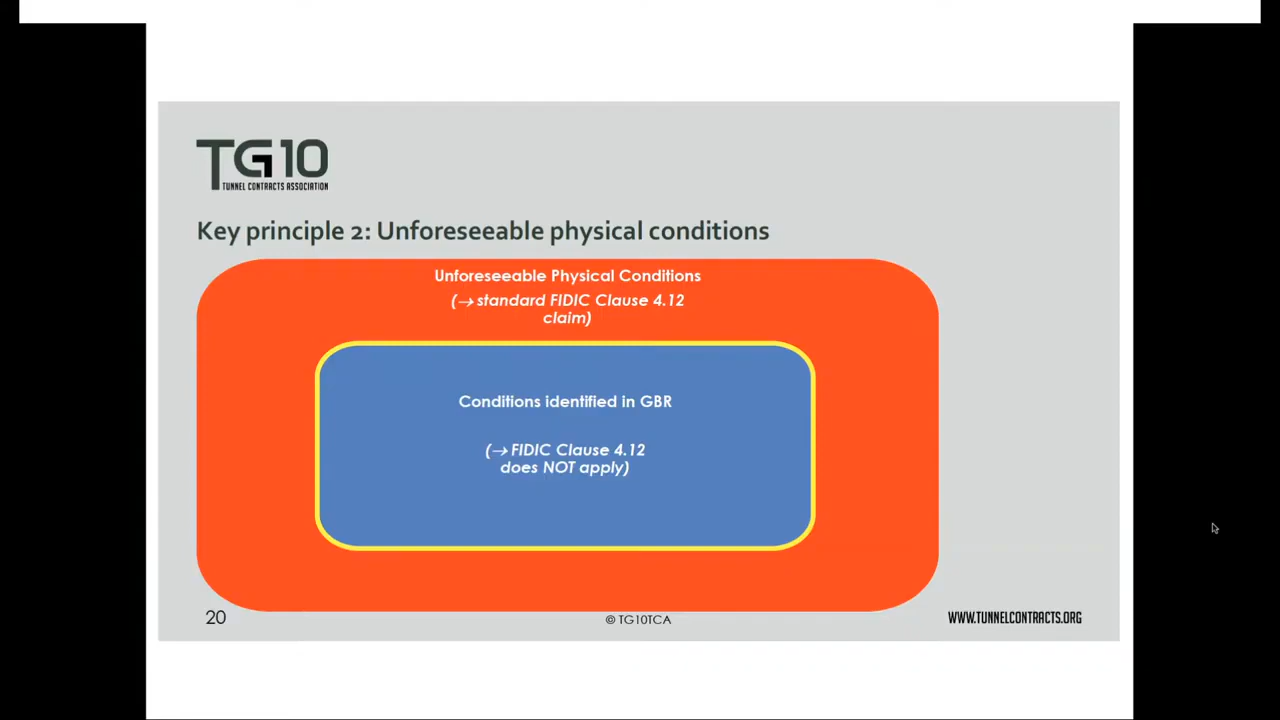 TG10
TUNNEL CONTRACTS ASSOCIATION
Key principle 2: Unforeseeable physical conditions
Unforeseeable Physical Conditions
(→ standard FIDIC Clause 4.12
claim)
Conditions identified in GBR
(→ FIDIC Clause 4.12
does NOT apply)
20
© TG10TCA
WWW.TUNNELCONTRACTS.ORG